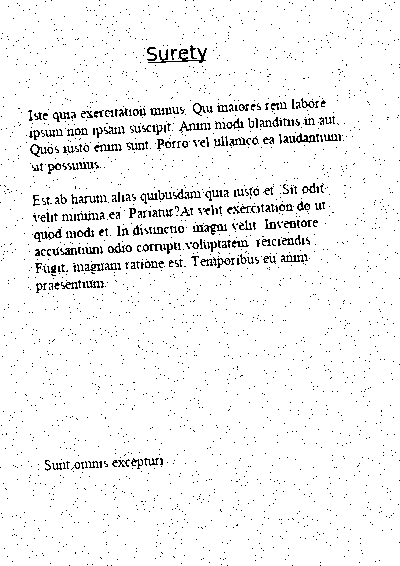 Surety
Iste quia exercitation minus. Qui maiores rem labore
ipsum non ipsam suscipit. Anim modi blanditiis in aut.
Quos iusto enim sunt. Porro vel ullamco ea laudantium
sit possimus.
Est ab harum alias quibusdam quia iusto et. Sit odit
velit minima ea. Pariatur? At velit exercitation do ut
quod modi et. In distinctio magni velit. Inventore
accusantium odio corrupti voluptatem, reiciendis
Fugit, magnam ratione est. Temporibus eu anim
praesentium.
Sunt omnis excepturi